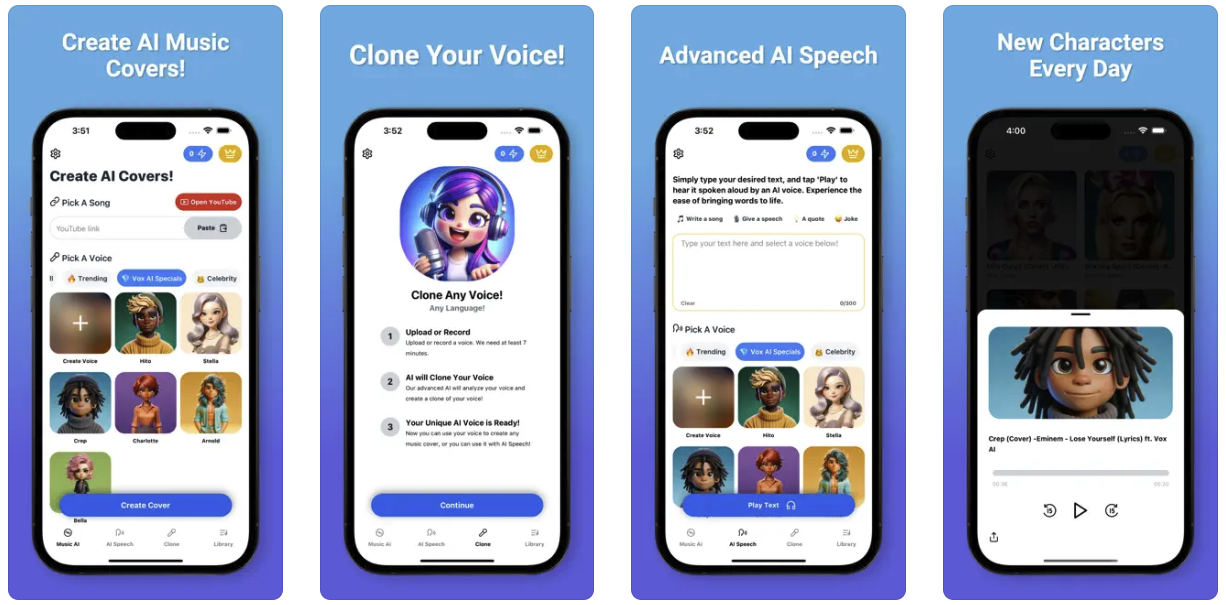 Create AI Music
Covers!
3:51
0
Create AI Covers!
Pick A Song
Open YouTube
YouTube link
Paste
Pick A Voice
Trending
Vox AI Specials
Celebrity
Create Voice
Hito
Stella
Crep
Charlotte
Arnold
Create Cover
Bella
Music AI
AI Speech
Clone
Library
Clone Your Voice!
3:52
0
Clone Any Voice!
Any Language!
1
Upload or Record
Upload or record a voice. We need at least 7
minutes.
2
AI will Clone Your Voice
Our advanced AI will analyze your voice and
create a clone of your voice!
3
Your Unique AI Voice is Ready!
Now you can use your voice to create any
music cover, or you can use it with AI Speech!
Continue
Music AI
AI Speech
Clone
Library
Advanced AI Speech
3:52
0
Simply type your desired text, and tap 'Play' to
hear it spoken aloud by an AI voice. Experience the
ease of bringing words to life.
Write a song
Give a speech
A quote
Joke
Type your text here and select a voice below!
Clear
0/300
Pick A Voice
Trending
Vox AI Specials
Celebrity
Create Voice
Hito
Stella
Play Text
Music AI
AI Speech
Clone
Library
New Characters
Every Day
4:00
Crep (Cover) -Eminem - Lose Yourself (Lyrics) ft. Vox
AI
15
15